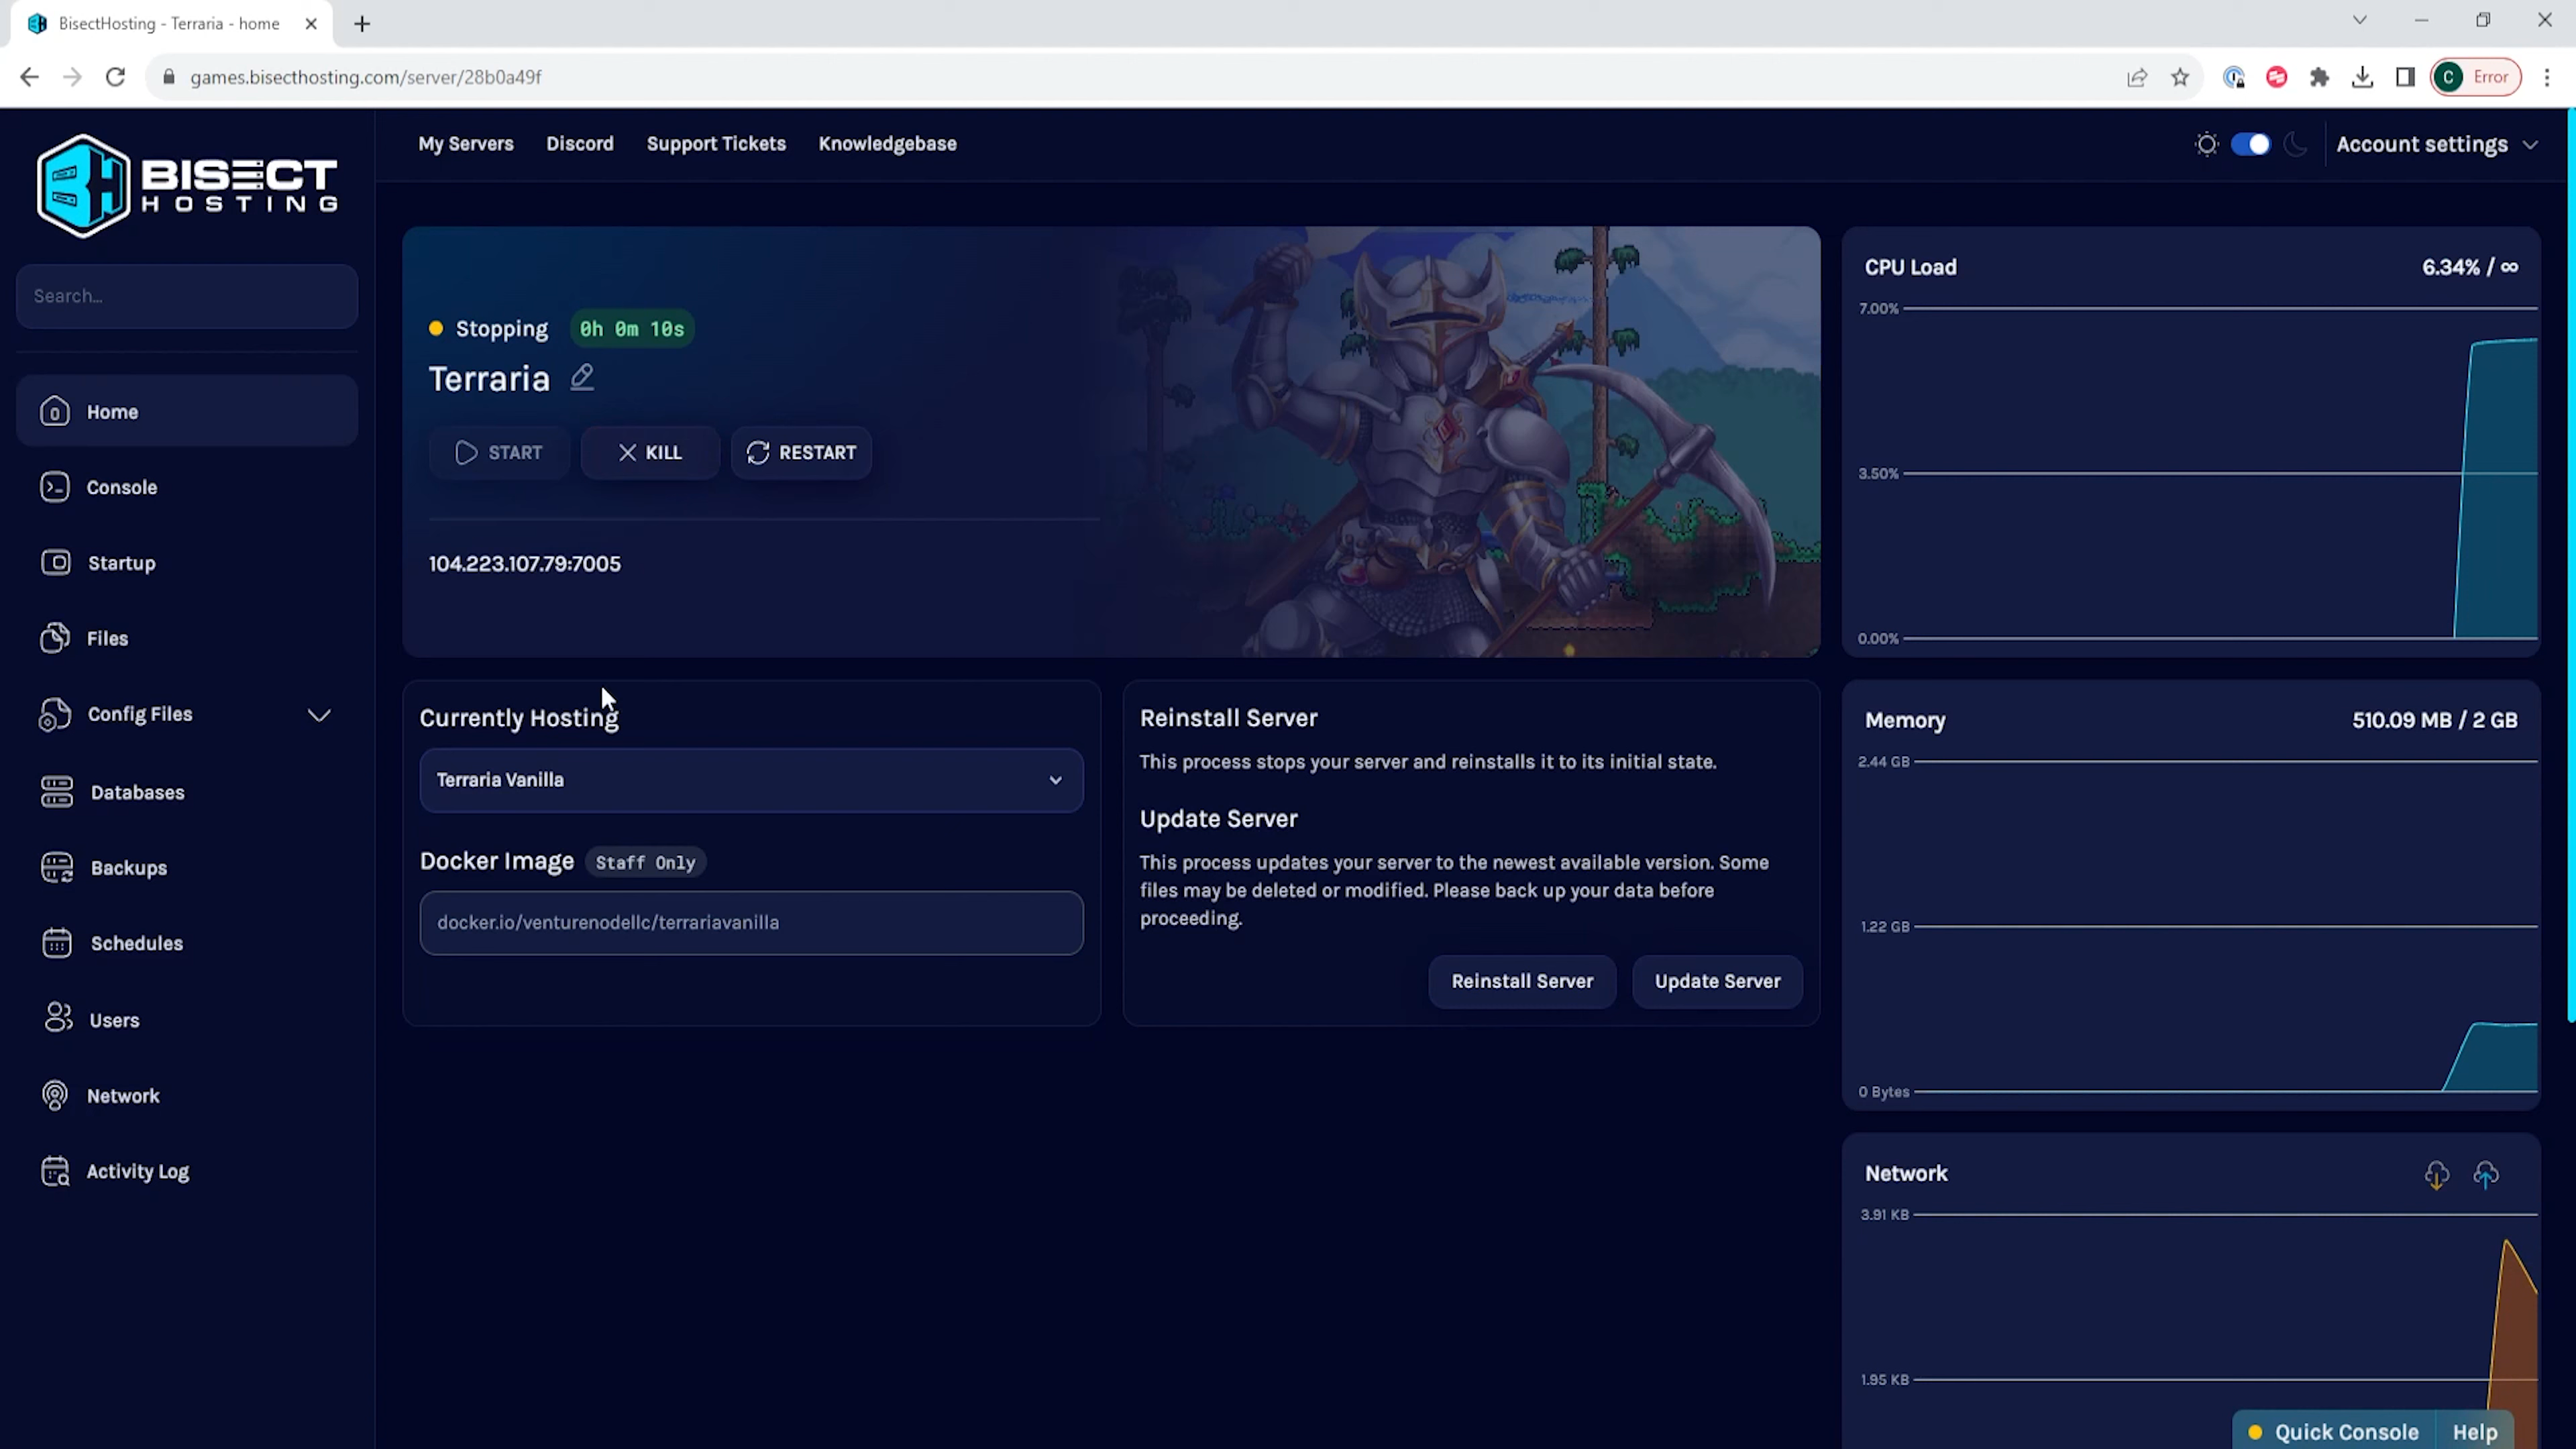 BisectHosting - Terraria - home
games.bisecthosting.com/server/28b0a49f
C Error
BISECT
HOSTING
My Servers Discord Support Tickets Knowledgebase
Account settings
Search...
Home
Console
Startup
Files
Config Files
Databases
Backups
Schedules
Users
Network
Activity Log
Stopping 0h 0m 10s
Terraria
START KILL RESTART
104.223.107.79:7005
Currently Hosting
Terraria Vanilla
Docker Image Staff Only
docker.io/venturenodellc/terrariavanilla
Reinstall Server
This process stops your server and reinstalls it to its initial state.
Update Server
This process updates your server to the newest available version. Some
files may be deleted or modified. Please back up your data before
proceeding.
Reinstall Server Update Server
CPU Load 6.34% / ∞
7.00%
3.50%
0.00%
Memory 510.09 MB / 2 GB
2.44 GB
1.22 GB
0 Bytes
Network
3.91 KB
1.95 KB
Quick Console Help